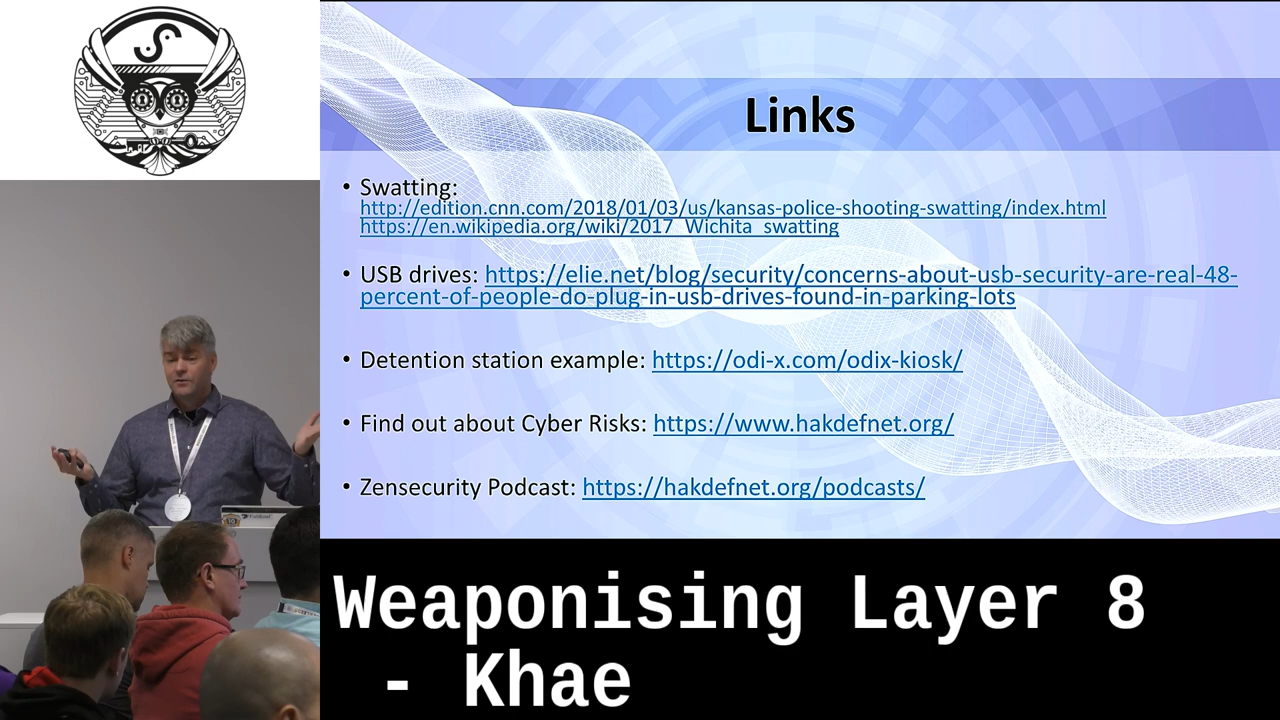 Links
• Swatting:
http://edition.cnn.com/2018/01/03/us/kansas-police-shooting-swatting/index.html
https://en.wikipedia.org/wiki/2017_Wichita_swatting
• USB drives: https://elie.net/blog/security/concerns-about-usb-security-are-real-48-
percent-of-people-do-plug-in-usb-drives-found-in-parking-lots
• Detention station example: https://odi-x.com/odix-kiosk/
• Find out about Cyber Risks: https://www.hakdefnet.org/
• Zensecurity Podcast: https://hakdefnet.org/podcasts/
Weaponising Layer 8
- Khae